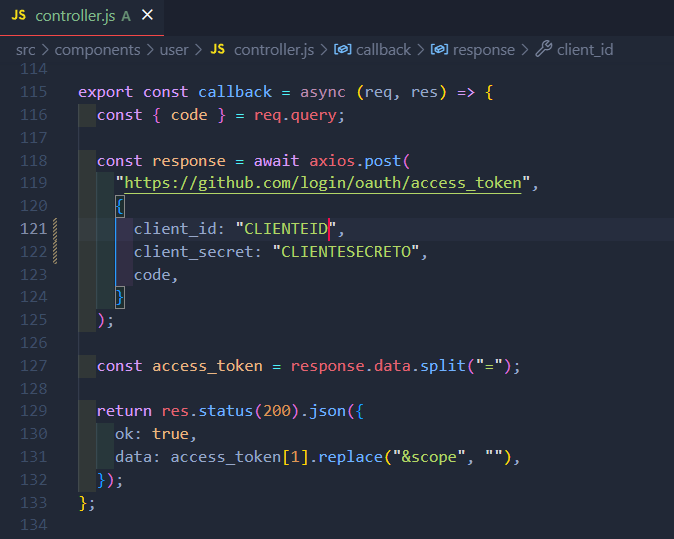 JS controller.js A ×
src > components > user > JS controller.js > callback > response > client_id
114
115 export const callback = async (req, res) => {
116   const { code } = req.query;
117
118   const response = await axios.post(
119     "https://github.com/login/oauth/access_token",
120     {
121       client_id: "CLIENTEID",
122       client_secret: "CLIENTESECRETO",
123       code,
124     }
125   );
126
127   const access_token = response.data.split("=");
128
129   return res.status(200).json({
130     ok: true,
131     data: access_token[1].replace("&scope", ""),
132   });
133 };
134